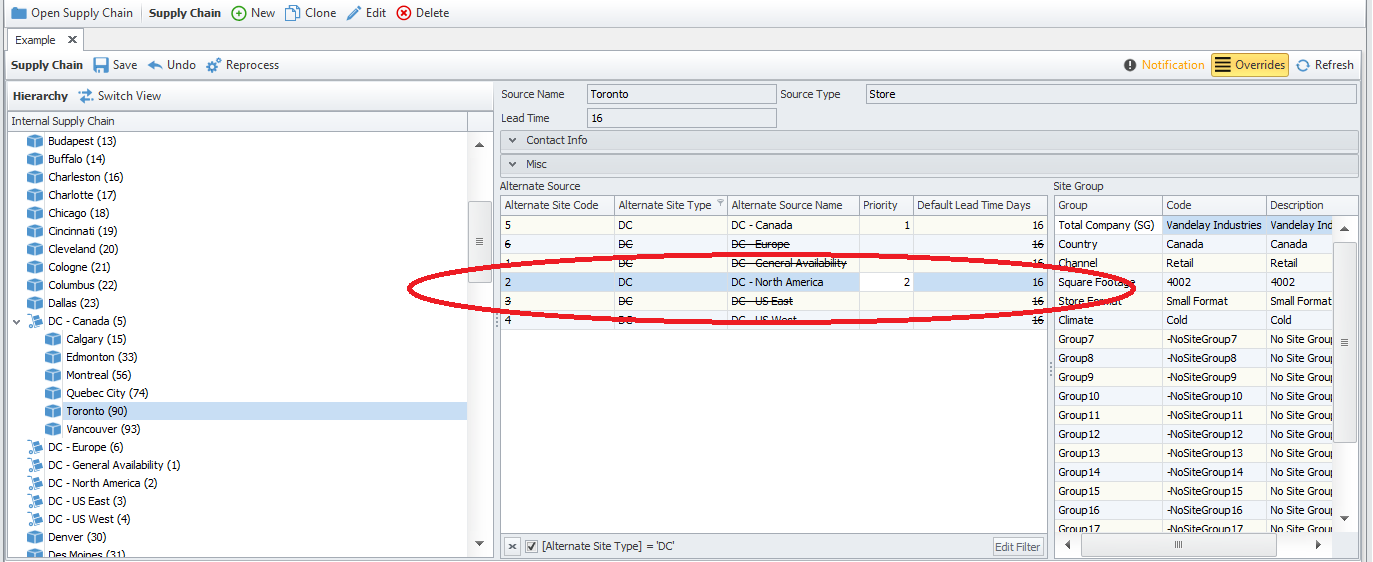 Open Supply Chain Supply Chain New Clone Edit Delete
Example
Supply Chain Save Undo Reprocess Notification Overrides Refresh
Hierarchy Switch View
Internal Supply Chain
Budapest (13)
Buffalo (14)
Charleston (16)
Charlotte (17)
Chicago (18)
Cincinnati (19)
Cleveland (20)
Cologne (21)
Columbus (22)
Dallas (23)
DC - Canada (5)
Calgary (15)
Edmonton (33)
Montreal (56)
Quebec City (74)
Toronto (90)
Vancouver (93)
DC - Europe (6)
DC - General Availability (1)
DC - North America (2)
DC - US East (3)
DC - US West (4)
Denver (30)
Des Moines (31)
Source Name Toronto Source Type Store
Lead Time 16
Contact Info
Misc
Alternate Source
Alternate Site Code Alternate Site Type Alternate Source Name Priority Default Lead Time Days
5 DC DC - Canada 1 16
6 DC DC - Europe 16
1 DC DC - General Availability 16
2 DC DC - North America 2 16
3 DC DC - US East 16
4 DC DC - US West 16
[Alternate Site Type] = 'DC' Edit Filter
Site Group
Group Code Description
Total Company (SG) Vandelay Industries Vandelay Ind
Country Canada Canada
Channel Retail Retail
Square Footage 4002 4002
Store Format Small Format Small Format
Climate Cold Cold
Group7 -NoSiteGroup7 No Site Grou
Group8 -NoSiteGroup8 No Site Grou
Group9 -NoSiteGroup9 No Site Grou
Group10 -NoSiteGroup10 No Site Grou
Group11 -NoSiteGroup11 No Site Grou
Group12 -NoSiteGroup12 No Site Grou
Group13 -NoSiteGroup13 No Site Grou
Group14 -NoSiteGroup14 No Site Grou
Group15 -NoSiteGroup15 No Site Grou
Group16 -NoSiteGroup16 No Site Grou
Group17 -NoSiteGroup17 No Site Grou